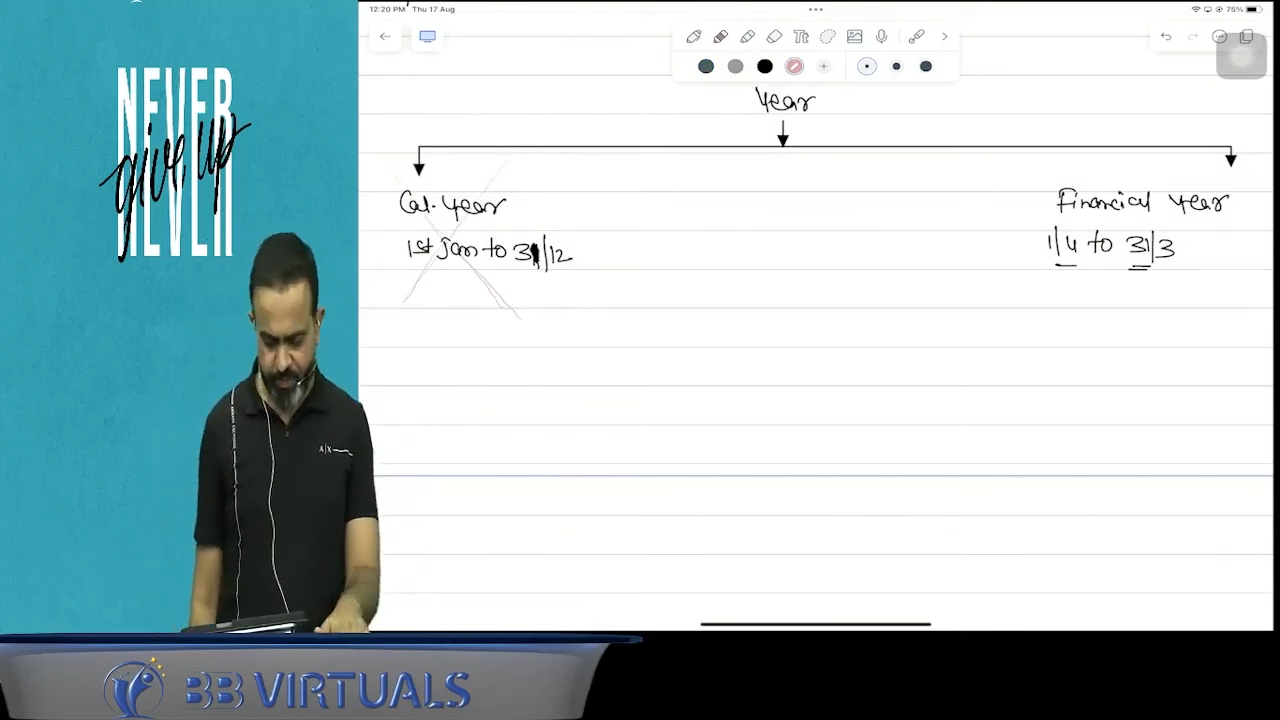 12:20 PM Thu 17 Aug
75%
NEVER
give up
NEVER
Year
Cal. Year
Financial Year
1st Jan to 31/12
1/4 to 31/3
A|X
BB VIRTUALS